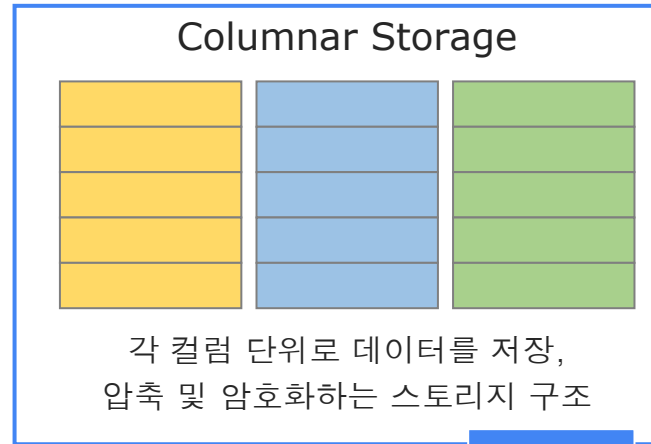 Columnar Storage
각 컬럼 단위로 데이터를 저장,
압축 및 암호화하는 스토리지 구조